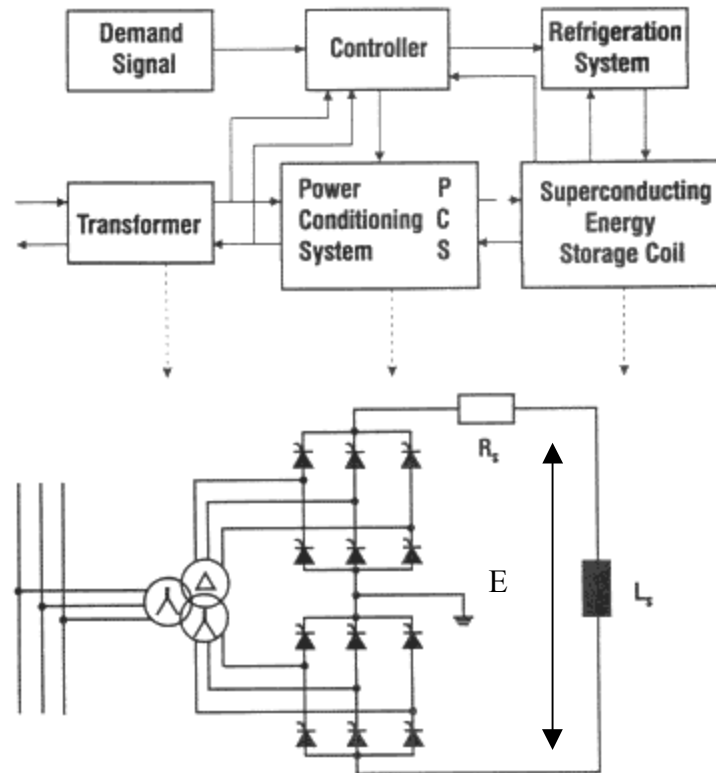 Demand
Signal
Controller
Refrigeration
System
Transformer
Power P
Conditioning C
System S
Superconducting
Energy
Storage Coil
Rs
E
Ls
Δ